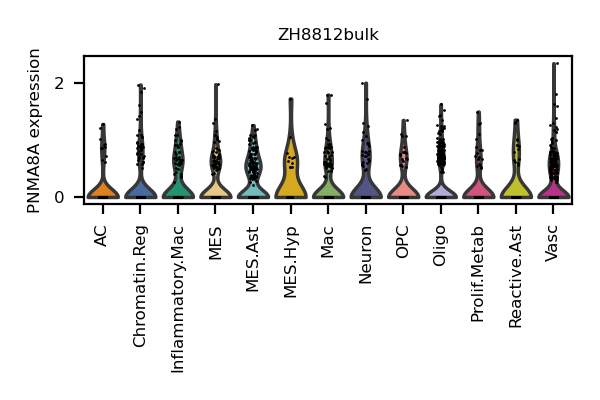 ZH8812bulk
PNMA8A expression
2
0
AC
Chromatin.Reg
Inflammatory.Mac
MES
MES.Ast
MES.Hyp
Mac
Neuron
OPC
Oligo
Prolif.Metab
Reactive.Ast
Vasc